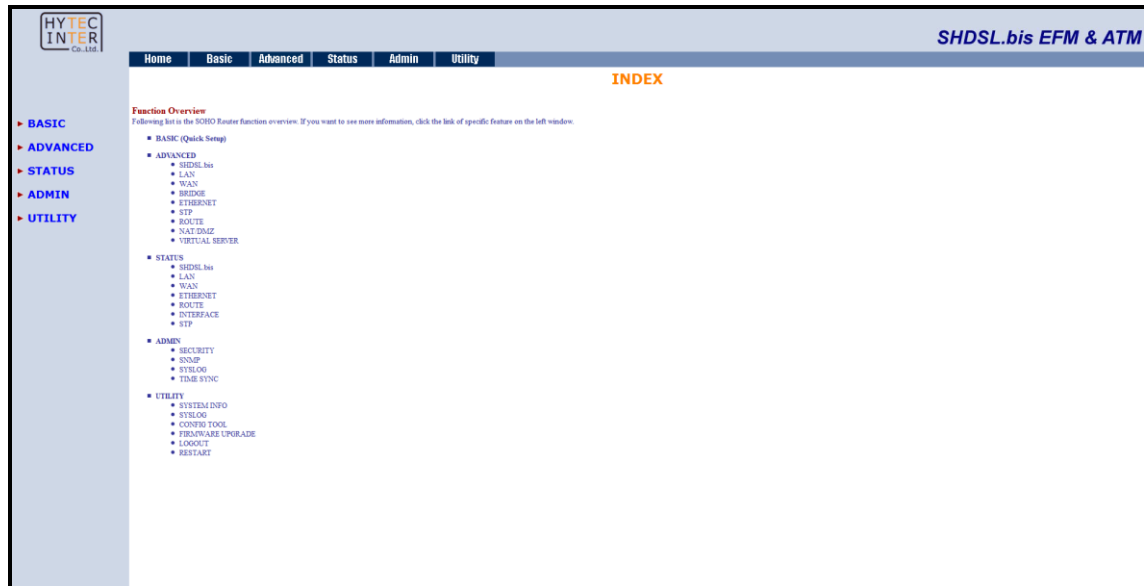 HYTEC
INTER
Co.,Ltd.
SHDSL.bis EFM & ATM
Home Basic Advanced Status Admin Utility
INDEX
BASIC
ADVANCED
STATUS
ADMIN
UTILITY
Function Overview
Following list is the SOHO Router function overview. If you want to see more information, click the link of specific feature on the left window.
BASIC (Quick Setup)
ADVANCED
SHDSL.bis
LAN
WAN
BRIDGE
ETHERNET
STP
ROUTE
NAT/DMZ
VIRTUAL SERVER
STATUS
SHDSL.bis
LAN
WAN
ETHERNET
ROUTE
INTERFACE
STP
ADMIN
SECURITY
SNMP
SYSLOG
TIME SYNC
UTILITY
SYSTEM INFO
SYSLOG
CONFIG TOOL
FIRMWARE UPGRADE
LOGOUT
RESTART